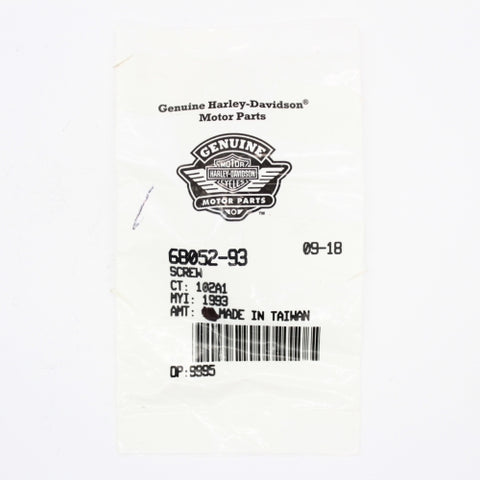 Genuine Harley-Davidson®
Motor Parts
GENUINE
MOTOR
HARLEY-DAVIDSON
CYCLES
MOTOR PARTS
™
68052-93 09-18
SCREW
CT: 102A1
MYI: 1993
AMT: MADE IN TAIWAN
OP:9995